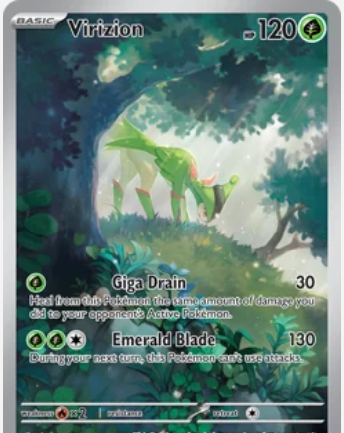 BASIC Virizion HP 120
Giga Drain 30
Heal from this Pokémon the same amount of damage you
did to your opponent's Active Pokémon.
Emerald Blade 130
During your next turn, this Pokémon can't use attacks.
weakness ×2 resistance retreat